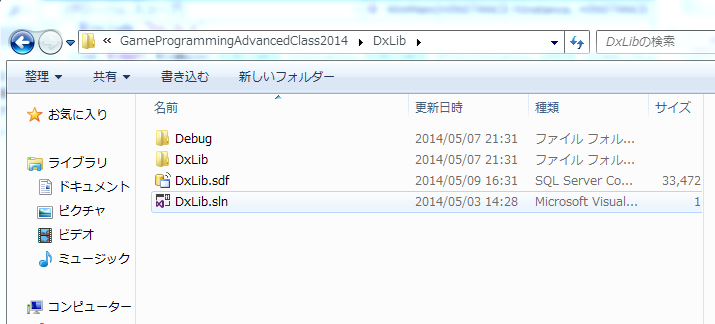 « GameProgrammingAdvancedClass2014 ▸ DxLib ▸ DxLibの検索
整理 ▼ 共有 ▼ 書き込む 新しいフォルダー
お気に入り
ライブラリ
ドキュメント
ピクチャ
ビデオ
ミュージック
コンピューター
名前 更新日時 種類 サイズ
Debug 2014/05/07 21:31 ファイル フォル...
DxLib 2014/05/07 21:31 ファイル フォル...
DxLib.sdf 2014/05/09 16:31 SQL Server Co... 33,472
DxLib.sln 2014/05/03 14:28 Microsoft Visual... 1